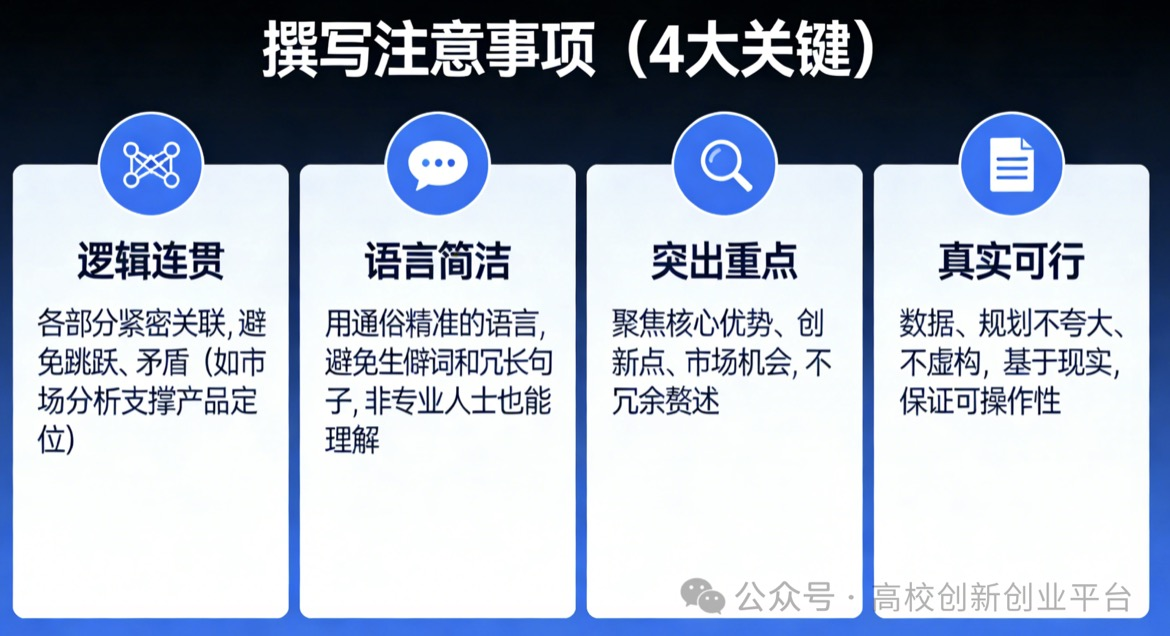 撰写注意事项（4大关键）
逻辑连贯
各部分紧密关联, 避
免跳跃、矛盾（如市
场分析支撑产品定
位）
语言简洁
用通俗精准的语言,
避免生僻词和冗长句
子, 非专业人士也能
理解
突出重点
聚焦核心优势、创
新点、市场机会, 不
冗余赘述
真实可行
数据、规划不夸大、
不虚构，基于现实,
保证可操作性
公众号 · 高校创新创业平台